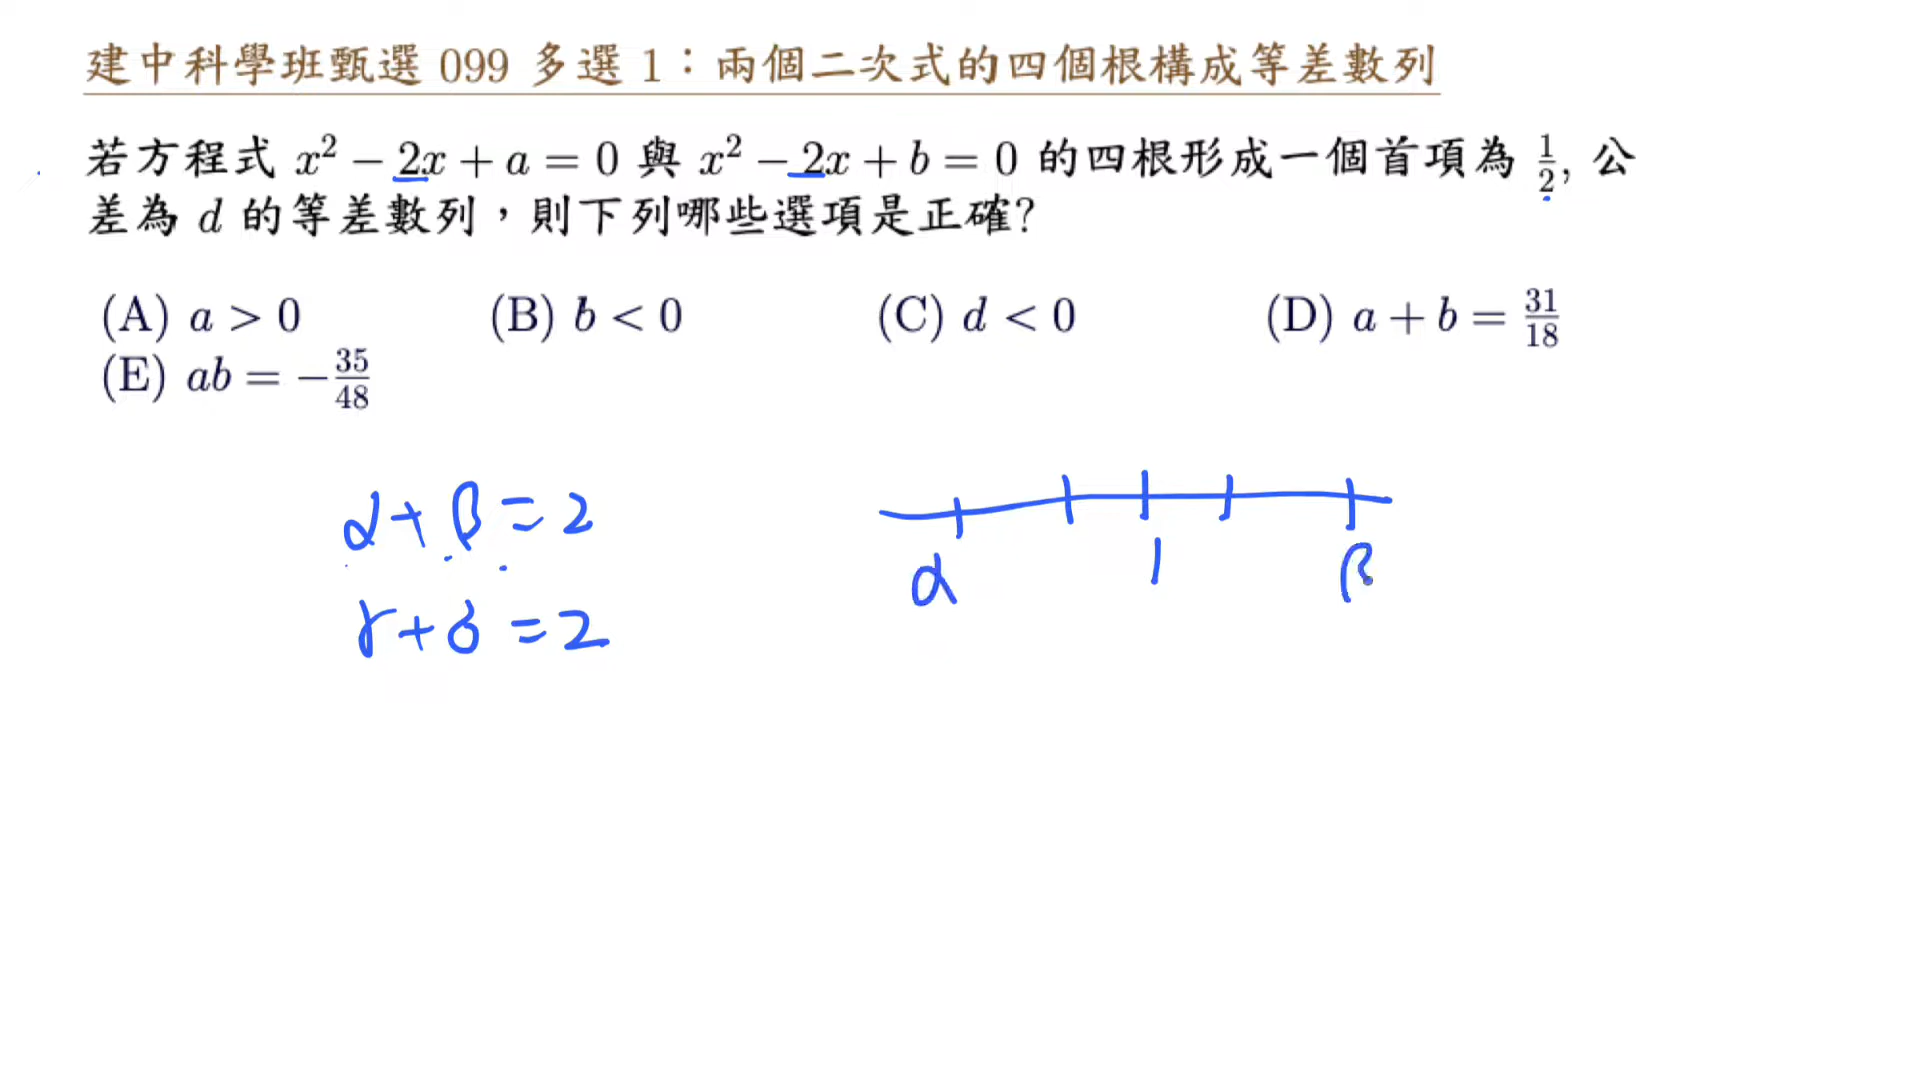 建中科學班甄選 099 多選 1：兩個二次式的四個根構成等差數列
若方程式 x² − 2x + a = 0 與 x² − 2x + b = 0 的四根形成一個首項為 1/2, 公
差為 d 的等差數列，則下列哪些選項是正確?
(A) a > 0 (B) b < 0 (C) d < 0 (D) a + b = 31/18
(E) ab = −35/48
α+β=2
γ+δ=2
α 1 β